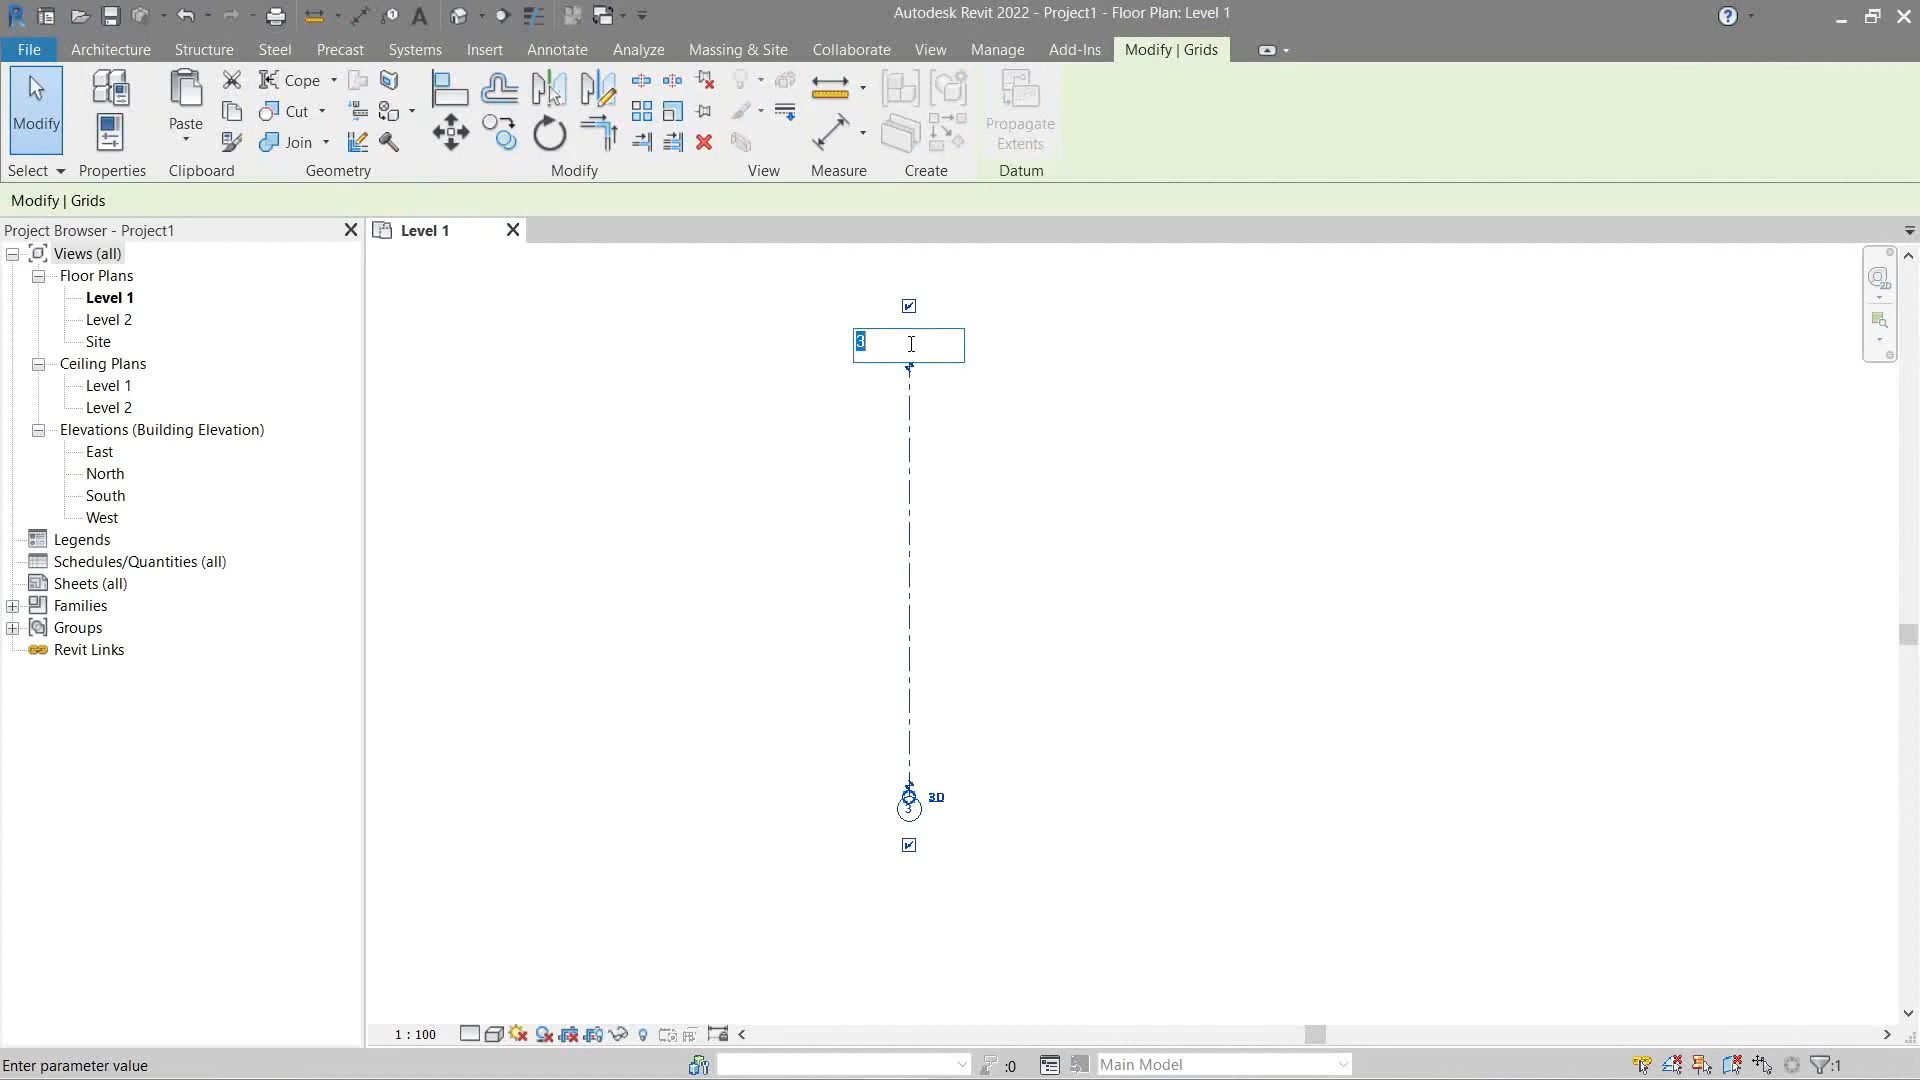 Autodesk Revit 2022 - Project1 - Floor Plan: Level 1
File Architecture Structure Steel Precast Systems Insert Annotate Analyze Massing & Site Collaborate View Manage Add-Ins Modify | Grids
Modify
Paste
Cope
Cut
Join
Propagate
Extents
Select Properties Clipboard Geometry Modify View Measure Create Datum
Modify | Grids
Project Browser - Project1
Level 1
Views (all)
Floor Plans
Level 1
Level 2
Site
Ceiling Plans
Level 1
Level 2
Elevations (Building Elevation)
East
North
South
West
Legends
Schedules/Quantities (all)
Sheets (all)
Families
Groups
Revit Links
3
3D
3
1 : 100
Enter parameter value
:0
Main Model
:1